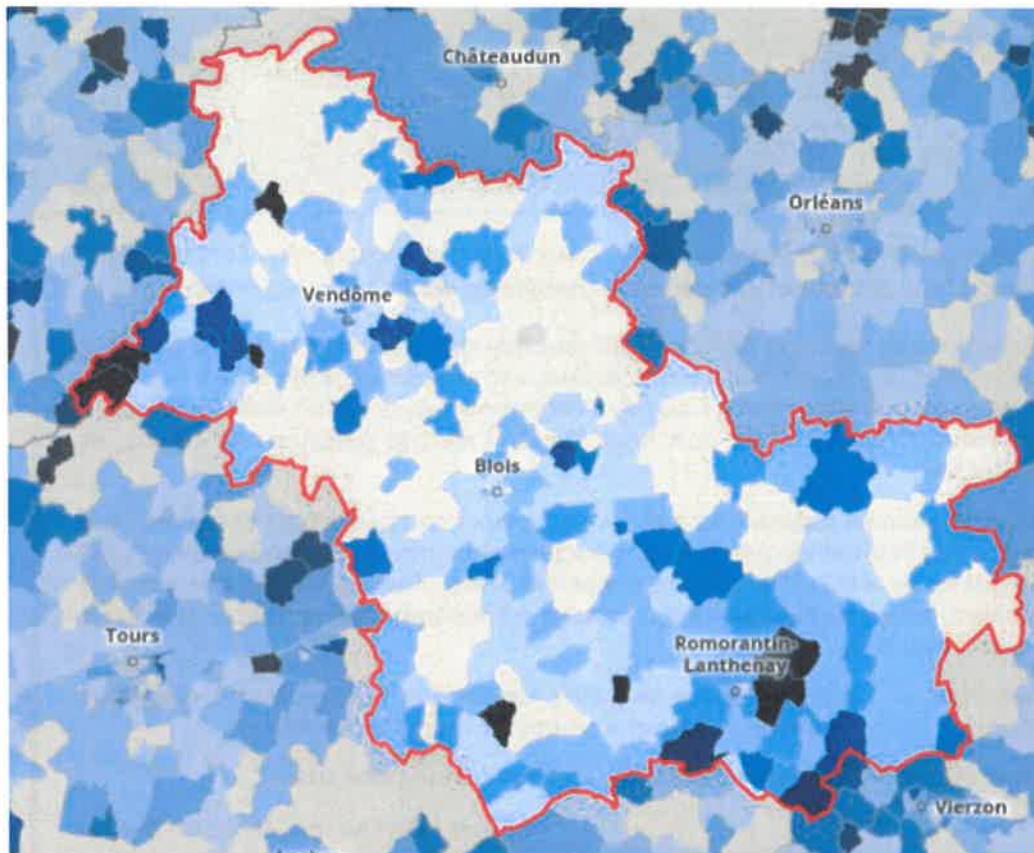 Châteaudun
Orléans
Vendôme
Blois
Tours
Romorantin-
Lanthenay
Vierzon